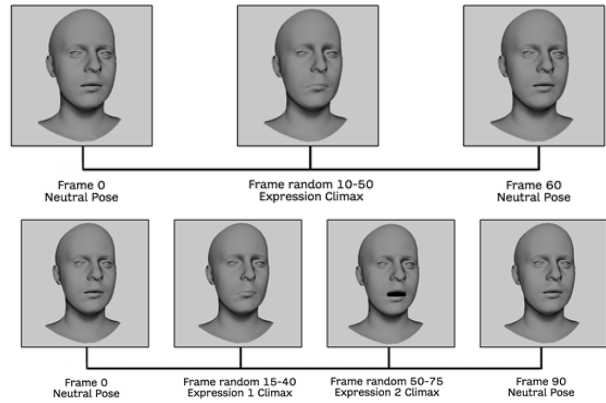 Frame 0
Neutral Pose
Frame random 10-50
Expression Climax
Frame 60
Neutral Pose
Frame 0
Neutral Pose
Frame random 15-40
Expression 1 Climax
Frame random 50-75
Expression 2 Climax
Frame 90
Neutral Pose